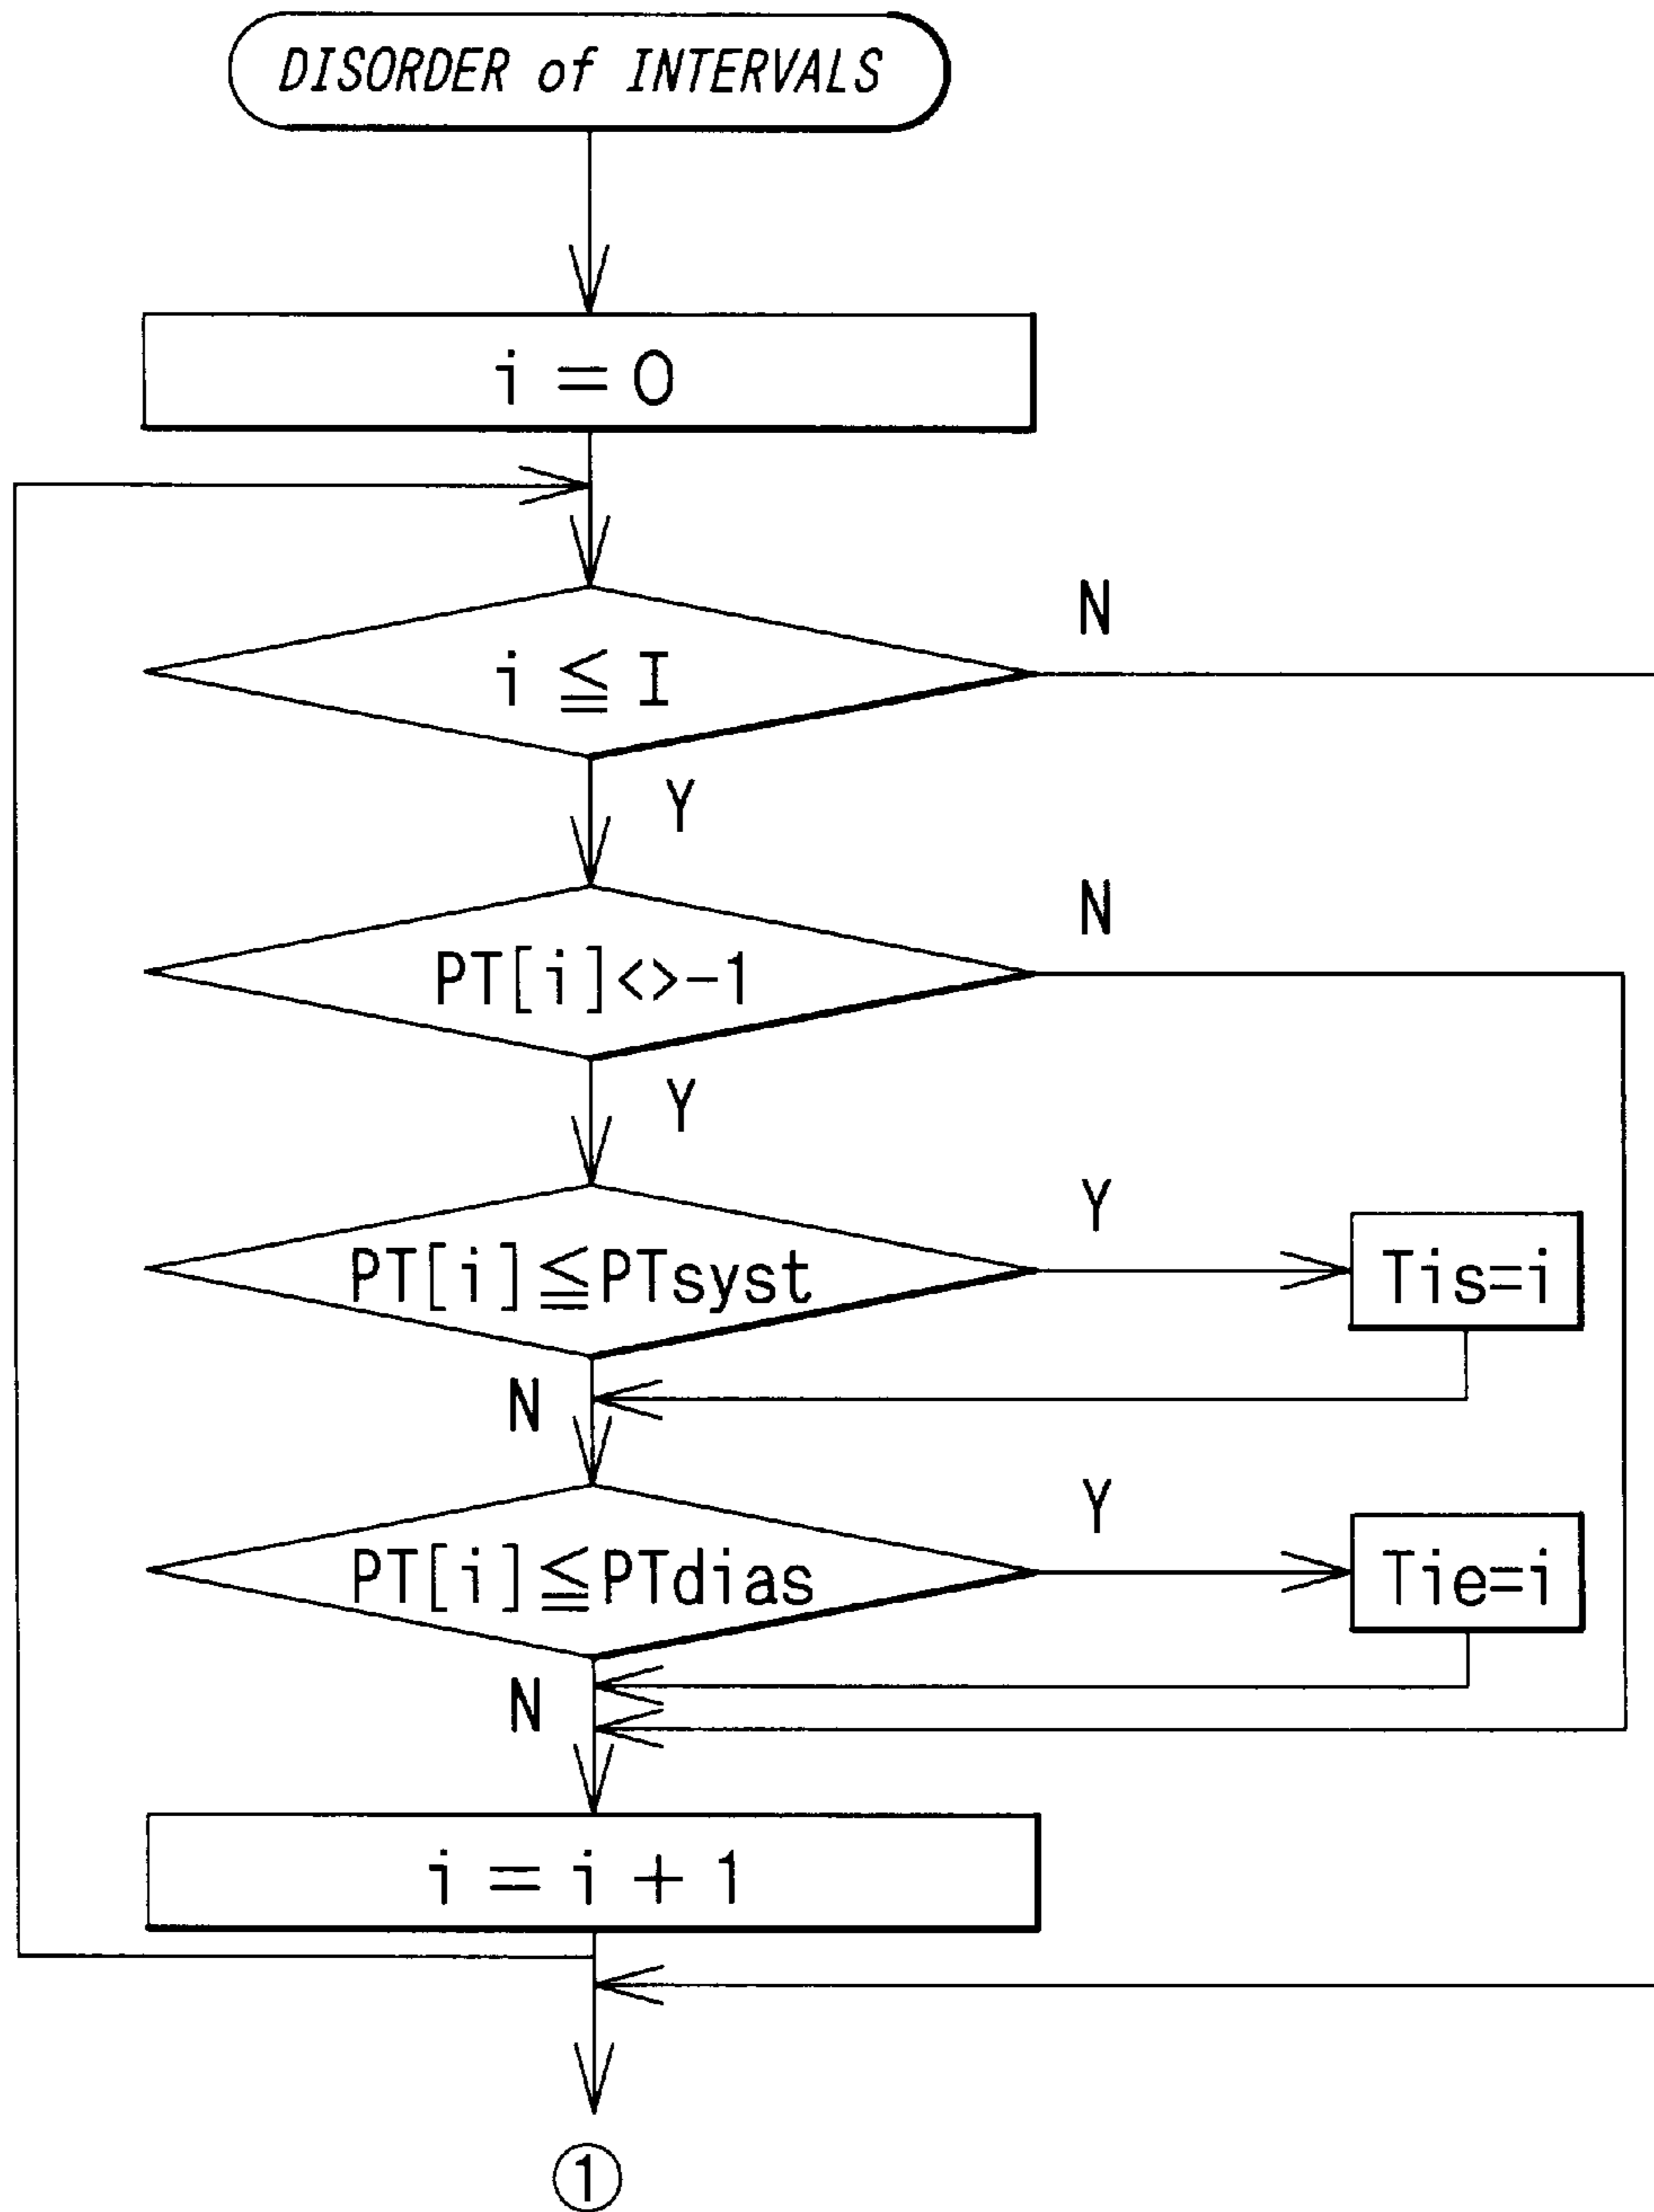 DISORDER of INTERVALS
i = 0
N
i ≦ I
Y
N
PT[i]<>-1
Y
Y
PT[i]≦PTsyst
Tis=i
N
Y
PT[i]≦PTdias
Tie=i
N
i = i + 1
①